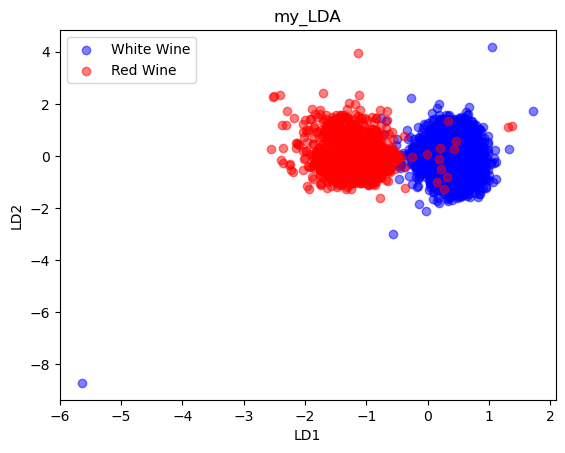 my_LDA
White Wine
Red Wine
4
2
0
−2
−4
−6
−8
LD2
−6 −5 −4 −3 −2 −1 0 1 2
LD1